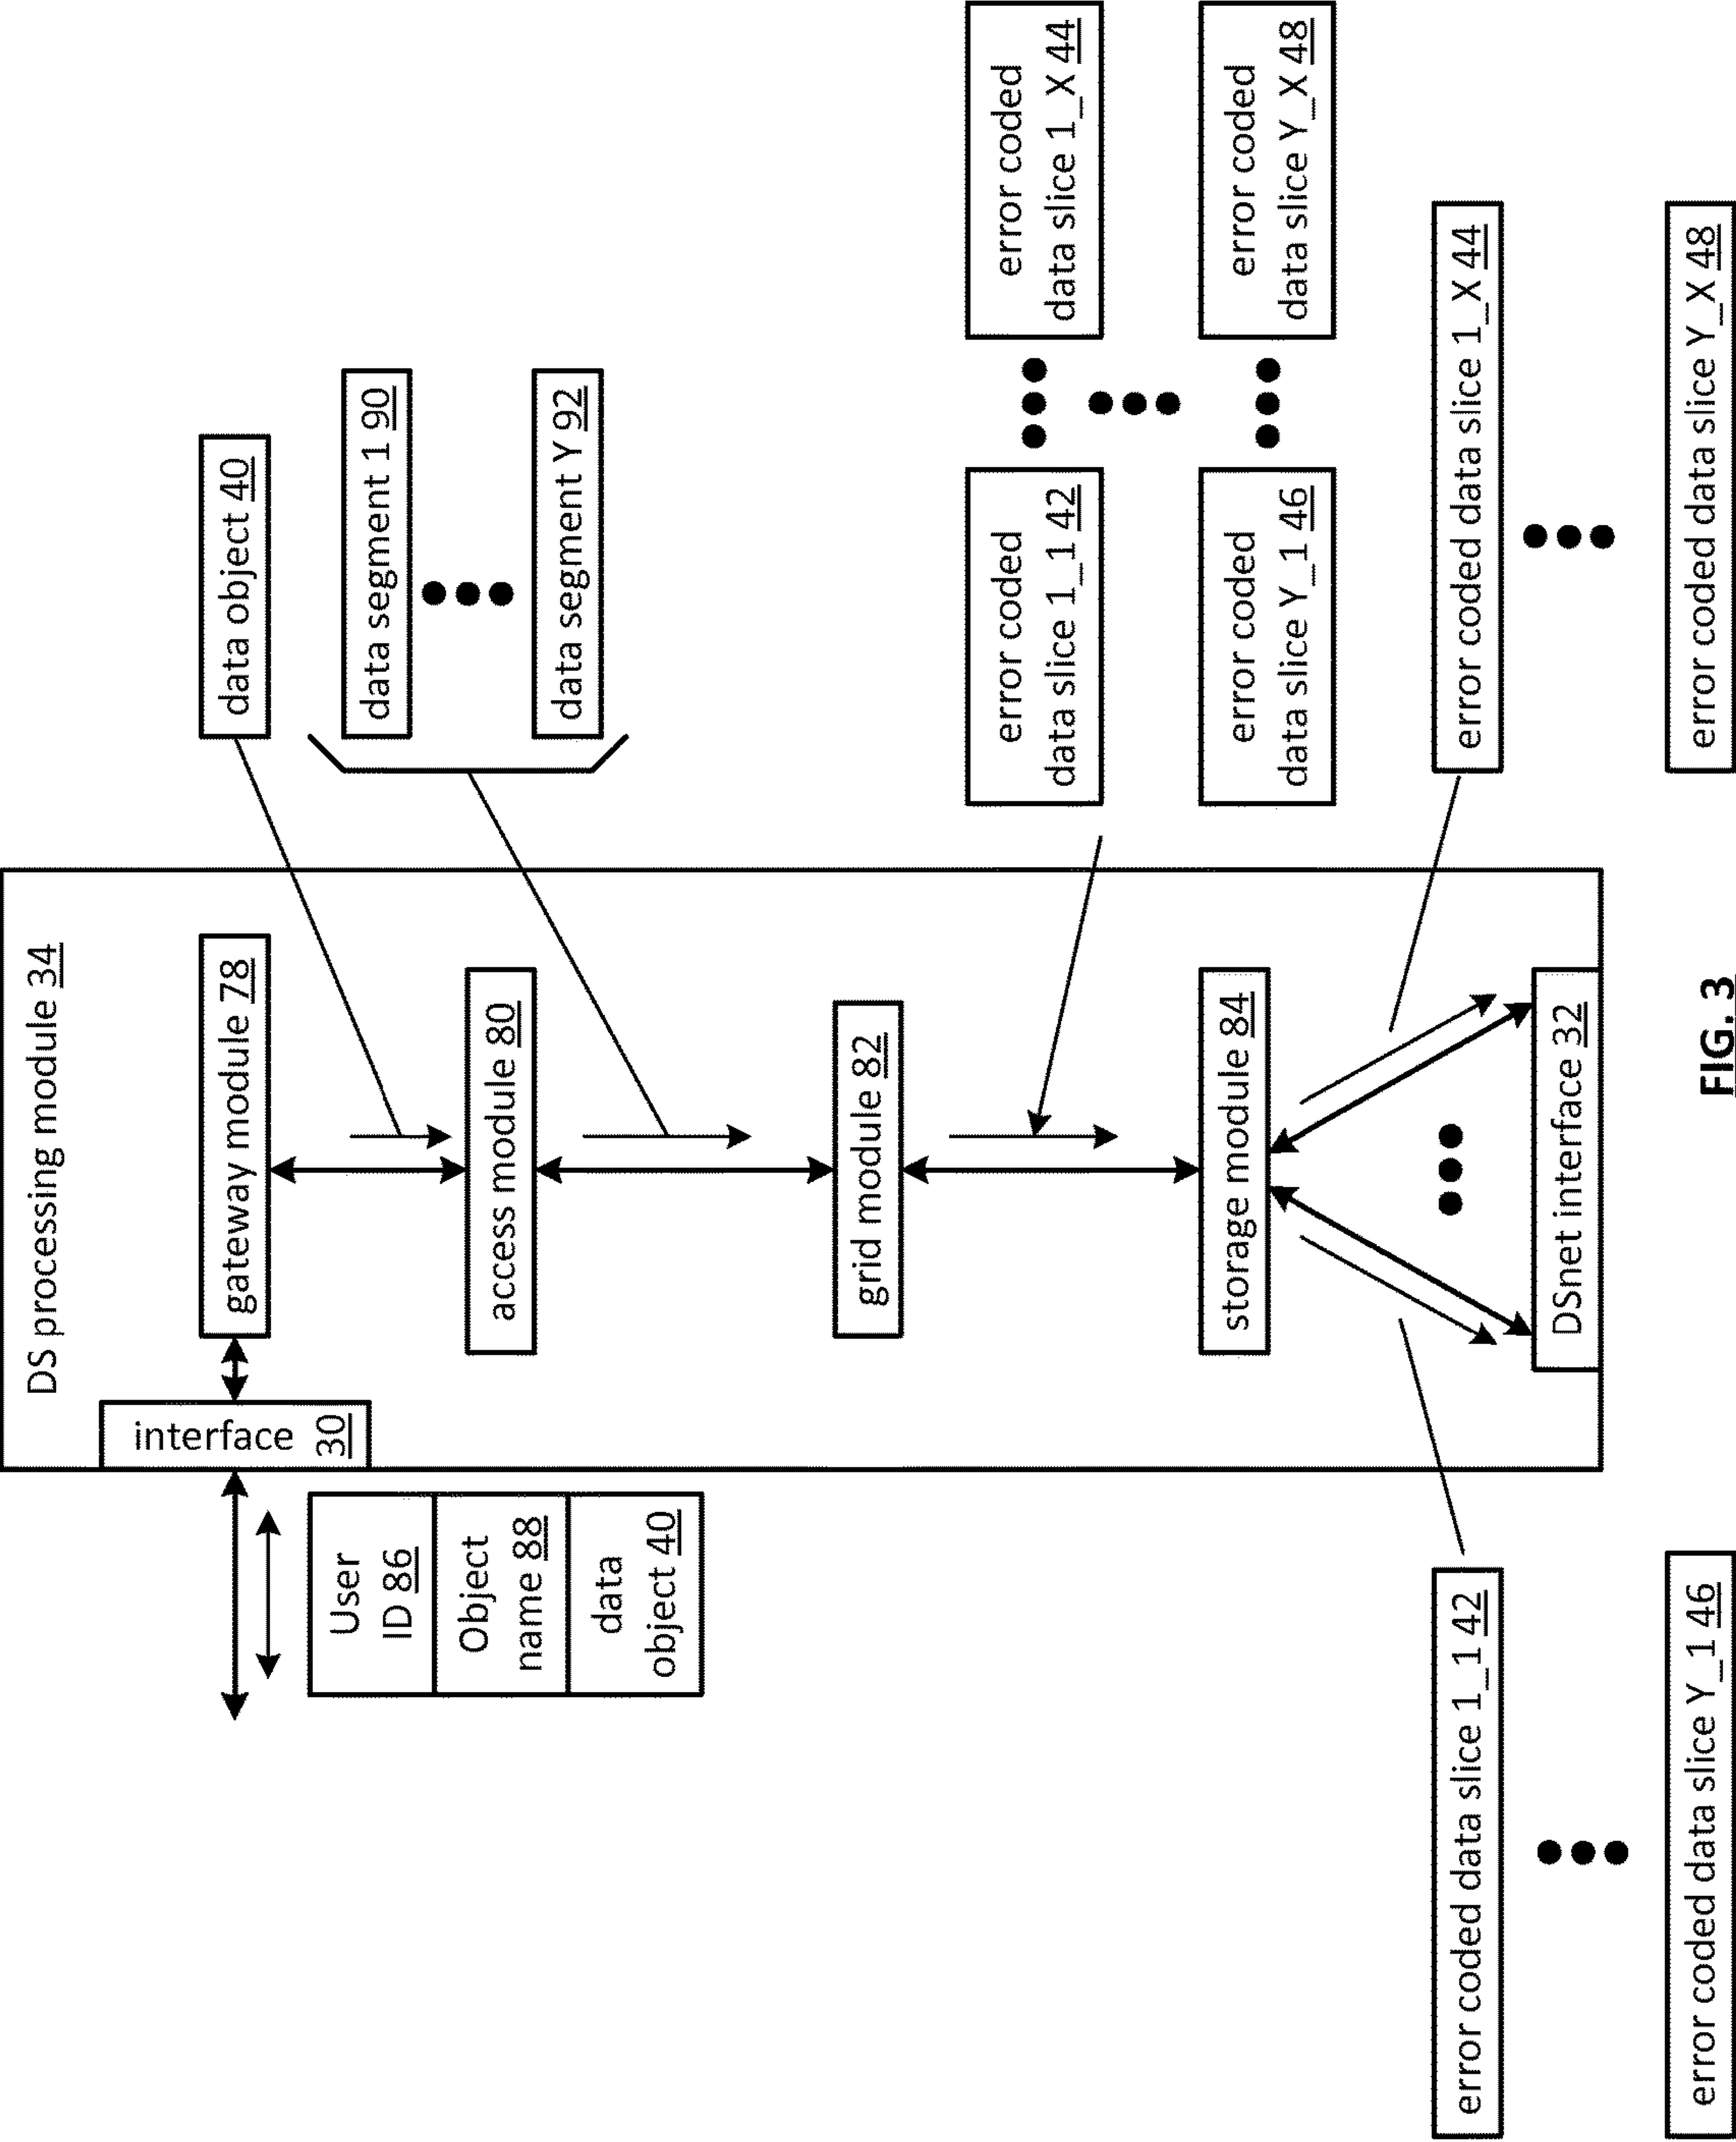 DS processing module 34
interface 30
gateway module 78
access module 80
grid module 82
storage module 84
DSnet interface 32
User
ID 86
Object
name 88
data
object 40
data object 40
data segment 1 90
data segment Y 92
error coded
data slice 1_1 42
error coded
data slice 1_X 44
error coded
data slice Y_1 46
error coded
data slice Y_X 48
error coded data slice 1_1 42
error coded data slice Y_1 46
error coded data slice 1_X 44
error coded data slice Y_X 48
FIG. 3